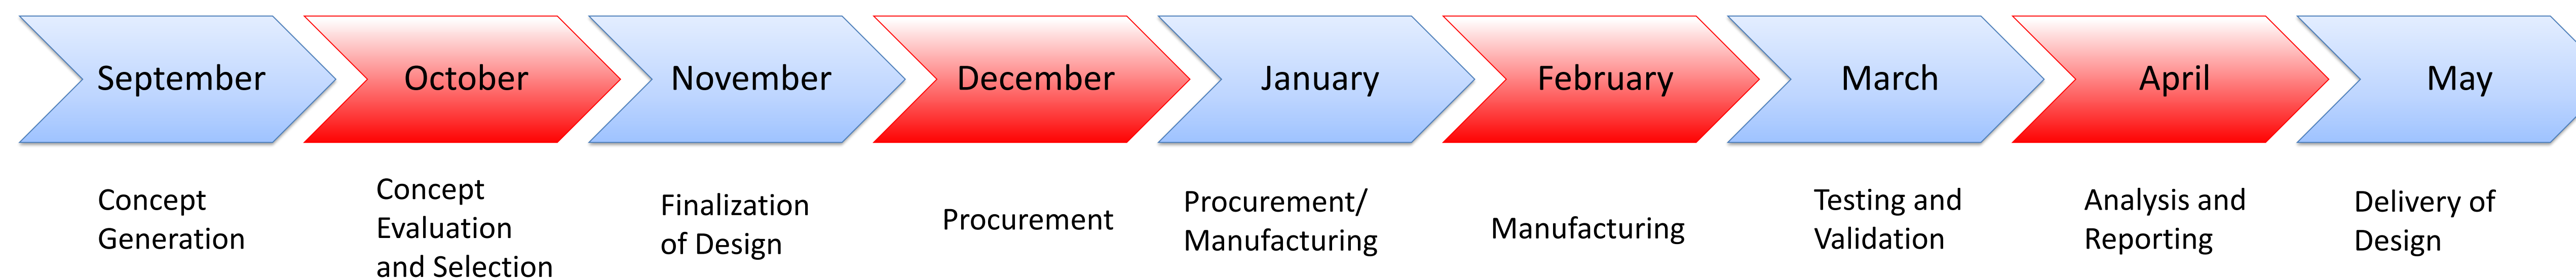 September
October
November
December
January
February
March
April
May
Concept
Generation
Concept
Evaluation
and Selection
Finalization
of Design
Procurement
Procurement/
Manufacturing
Manufacturing
Testing and
Validation
Analysis and
Reporting
Delivery of
Design